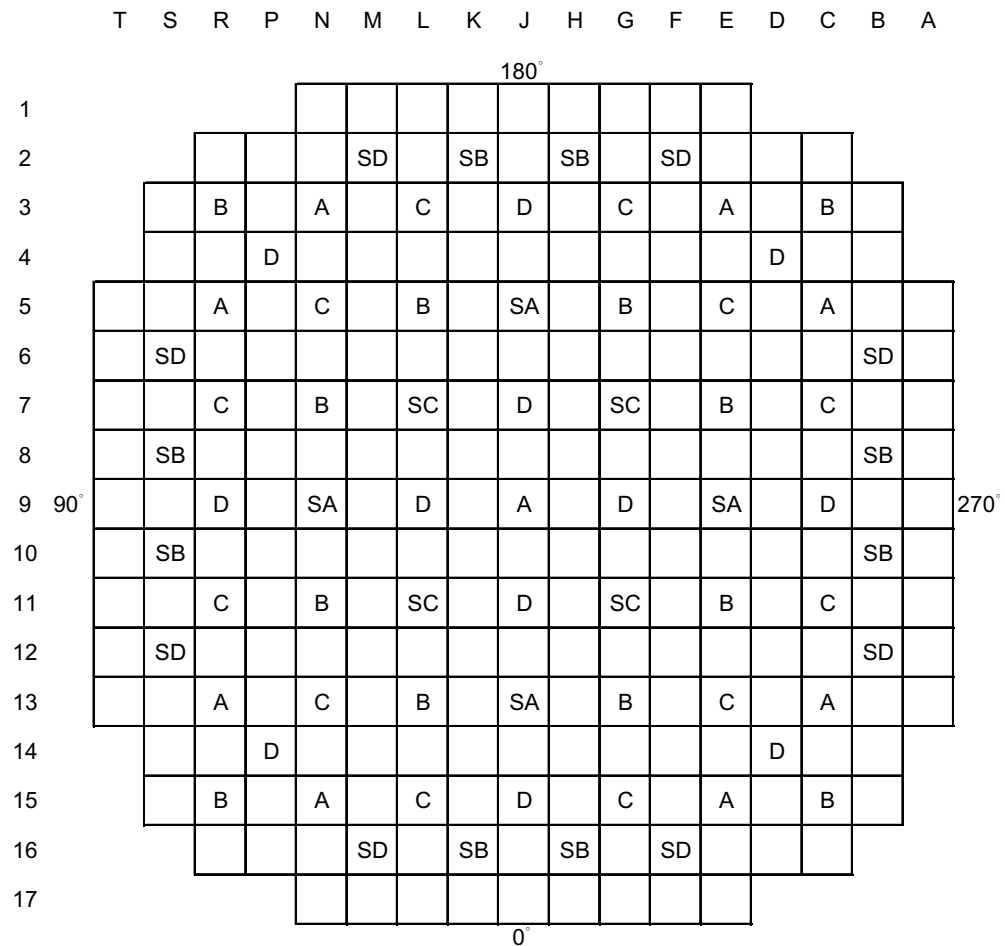 T S R P N M L K J H G F E D C B A
180°
1
2 SD SB SB SD
3 B A C D C A B
4 D D
5 A C B SA B C A
6 SD SD
7 C B SC D SC B C
8 SB SB
9 90° D SA D A D SA D 270°
10 SB SB
11 C B SC D SC B C
12 SD SD
13 A C B SA B C A
14 D D
15 B A C D C A B
16 SD SB SB SD
17
0°